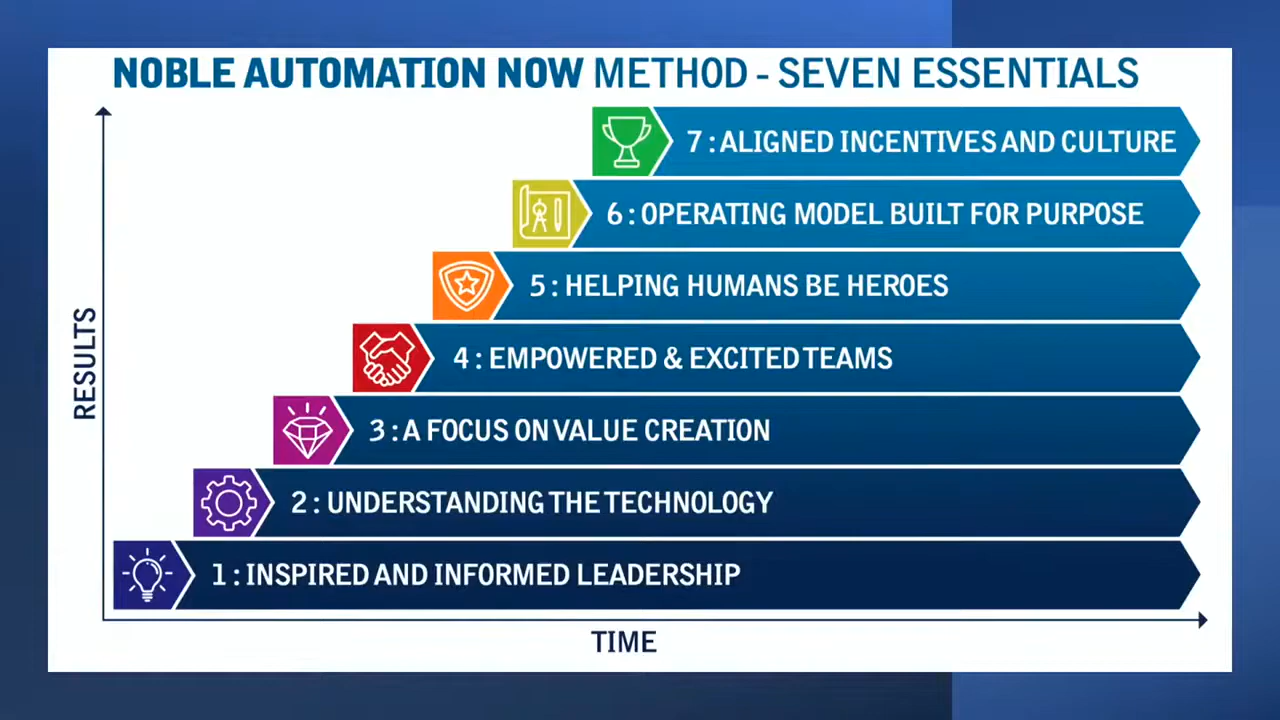 NOBLE AUTOMATION NOW METHOD - SEVEN ESSENTIALS
7 : ALIGNED INCENTIVES AND CULTURE
6 : OPERATING MODEL BUILT FOR PURPOSE
5 : HELPING HUMANS BE HEROES
4 : EMPOWERED & EXCITED TEAMS
3 : A FOCUS ON VALUE CREATION
2 : UNDERSTANDING THE TECHNOLOGY
1 : INSPIRED AND INFORMED LEADERSHIP
RESULTS
TIME